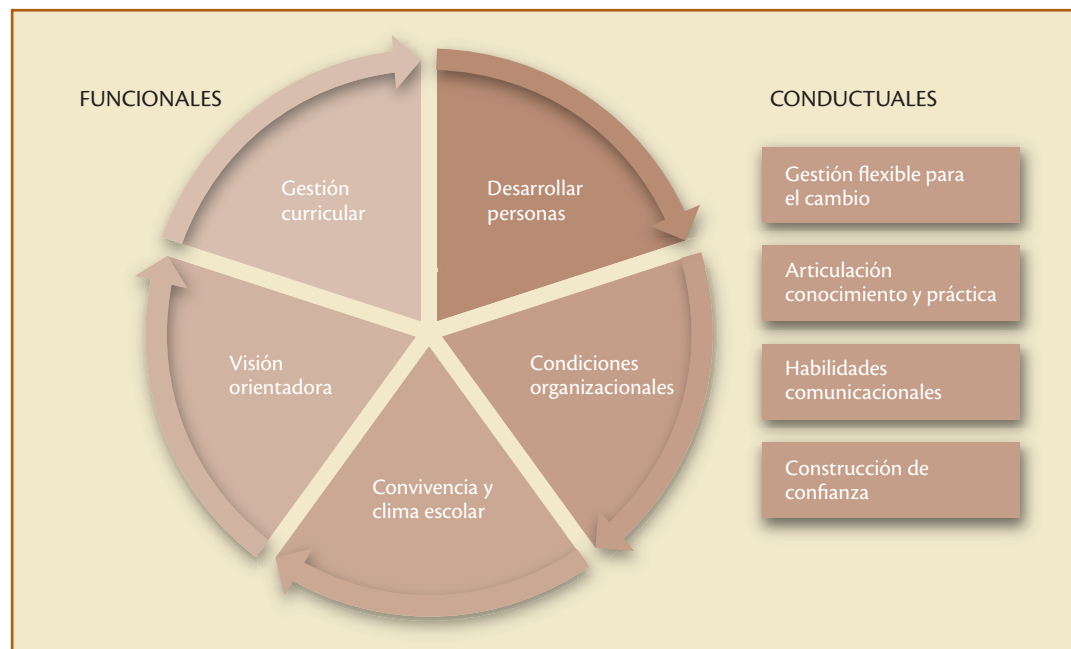 FUNCIONALES
CONDUCTUALES
Gestión
curricular
Desarrollar
personas
Visión
orientadora
Condiciones
organizacionales
Convivencia y
clima escolar
Gestión flexible para
el cambio
Articulación
conocimiento y práctica
Habilidades
comunicacionales
Construcción de
confianza